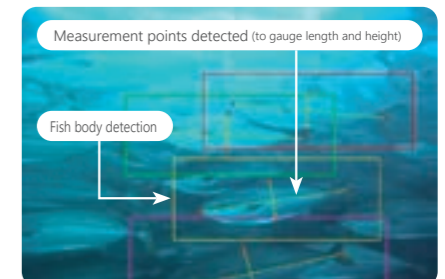 Measurement points detected (to gauge length and height)
Fish body detection